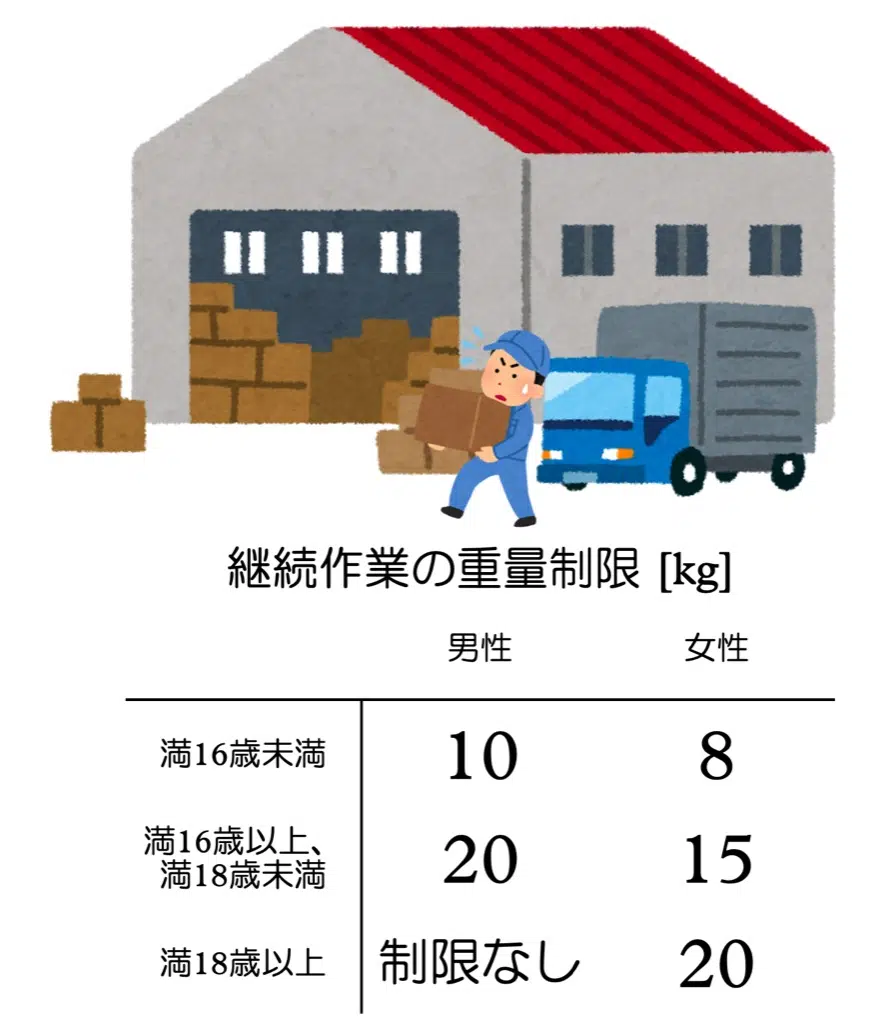 継続作業の重量制限 [kg]
男性 女性
満16歳未満 10 8
満16歳以上、
満18歳未満 20 15
満18歳以上 制限なし 20